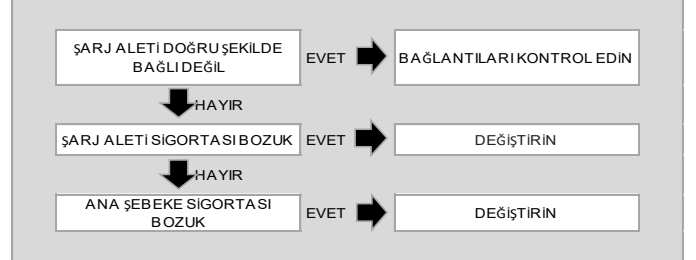 ŞARJ ALETİ DOĞRU ŞEKİLDE
BAĞLI DEĞİL
EVET
BAĞLANTILARI KONTROL EDİN
HAYIR
ŞARJ ALETİ SİGORTASI BOZUK
EVET
DEĞİŞTİRİN
HAYIR
ANA ŞEBEKE SİGORTASI
BOZUK
EVET
DEĞİŞTİRİN